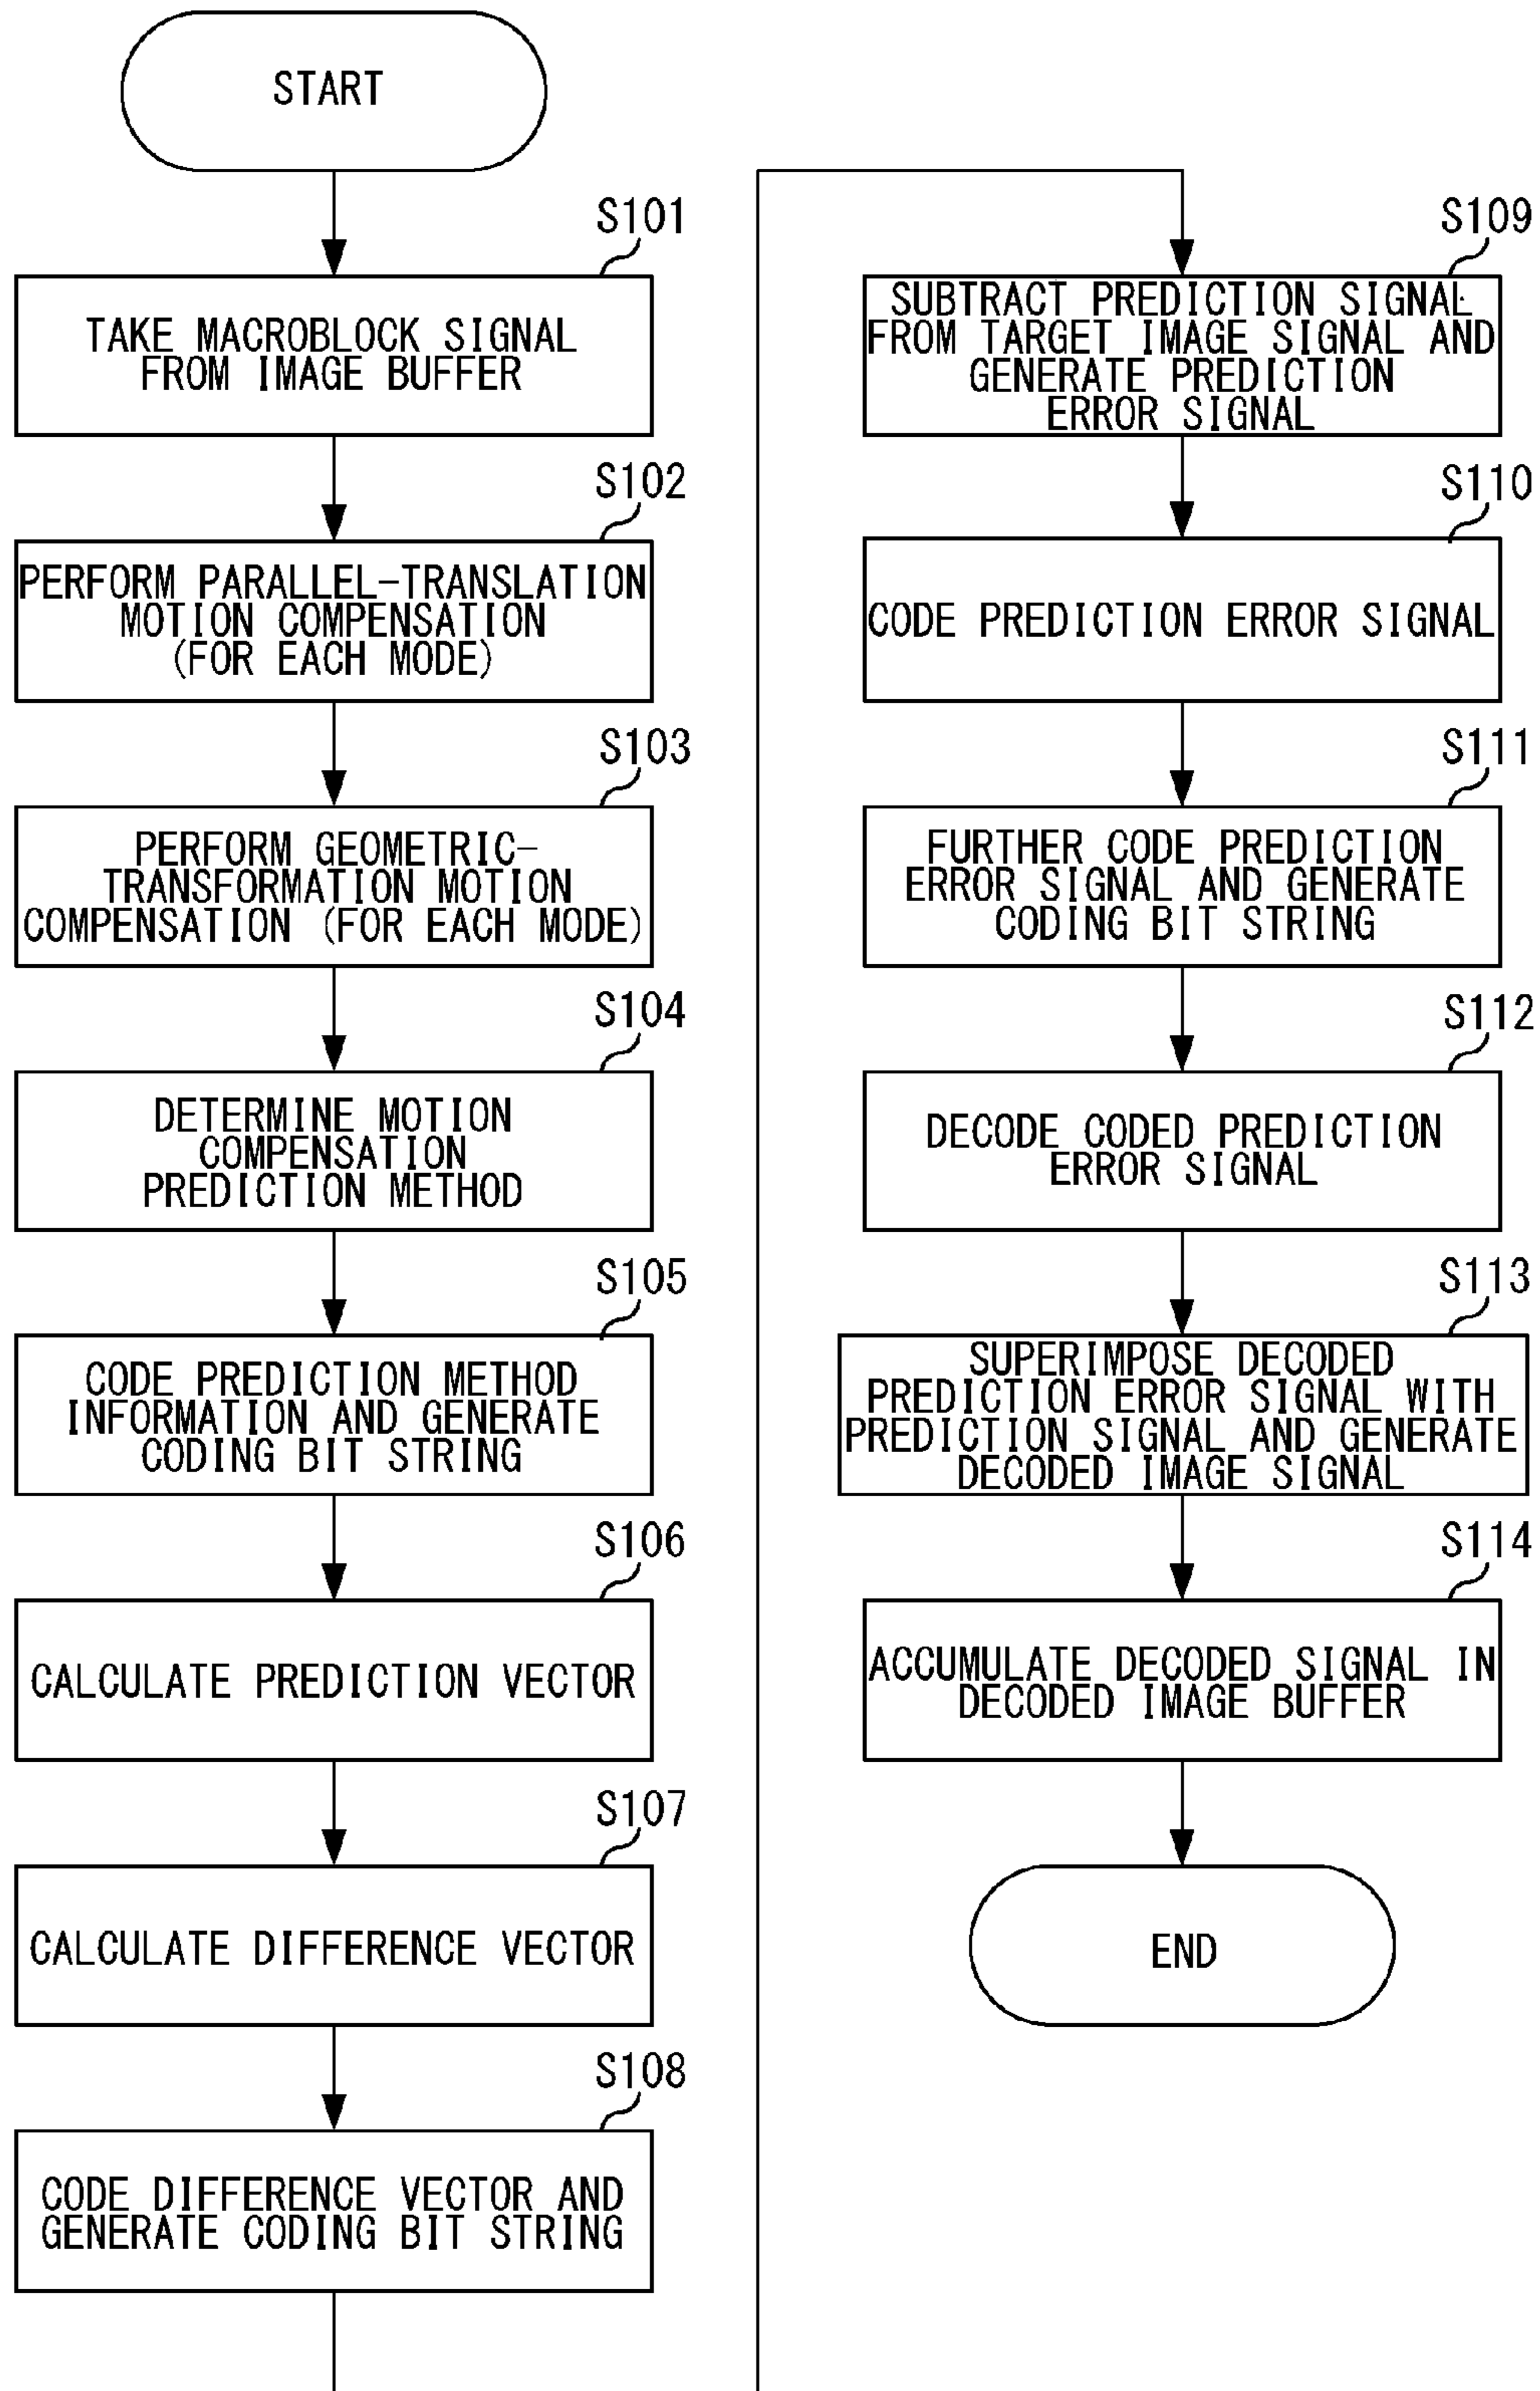 START
S101
TAKE MACROBLOCK SIGNAL
FROM IMAGE BUFFER
S102
PERFORM PARALLEL-TRANSLATION
MOTION COMPENSATION
(FOR EACH MODE)
S103
PERFORM GEOMETRIC-
TRANSFORMATION MOTION
COMPENSATION (FOR EACH MODE)
S104
DETERMINE MOTION
COMPENSATION
PREDICTION METHOD
S105
CODE PREDICTION METHOD
INFORMATION AND GENERATE
CODING BIT STRING
S106
CALCULATE PREDICTION VECTOR
S107
CALCULATE DIFFERENCE VECTOR
S108
CODE DIFFERENCE VECTOR AND
GENERATE CODING BIT STRING
S109
SUBTRACT PREDICTION SIGNAL
FROM TARGET IMAGE SIGNAL AND
GENERATE PREDICTION
ERROR SIGNAL
S110
CODE PREDICTION ERROR SIGNAL
S111
FURTHER CODE PREDICTION
ERROR SIGNAL AND GENERATE
CODING BIT STRING
S112
DECODE CODED PREDICTION
ERROR SIGNAL
S113
SUPERIMPOSE DECODED
PREDICTION ERROR SIGNAL WITH
PREDICTION SIGNAL AND GENERATE
DECODED IMAGE SIGNAL
S114
ACCUMULATE DECODED SIGNAL IN
DECODED IMAGE BUFFER
END